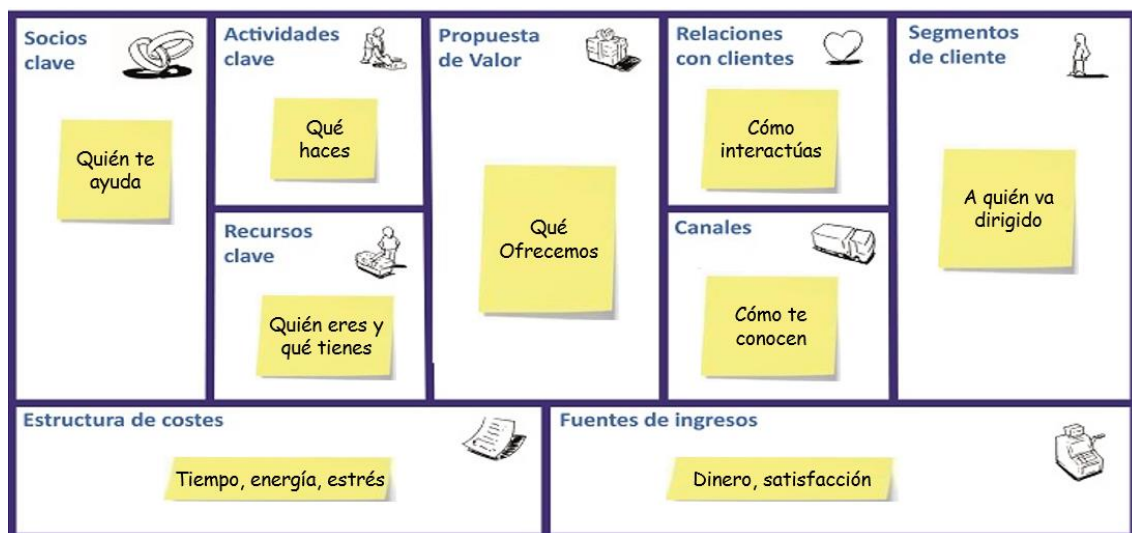 Socios
clave
Quién te
ayuda
Actividades
clave
Qué
haces
Recursos
clave
Quién eres y
qué tienes
Propuesta
de Valor
Qué
Ofrecemos
Relaciones
con clientes
Cómo
interactúas
Canales
Cómo te
conocen
Segmentos
de cliente
A quién va
dirigido
Estructura de costes
Tiempo, energía, estrés
Fuentes de ingresos
Dinero, satisfacción